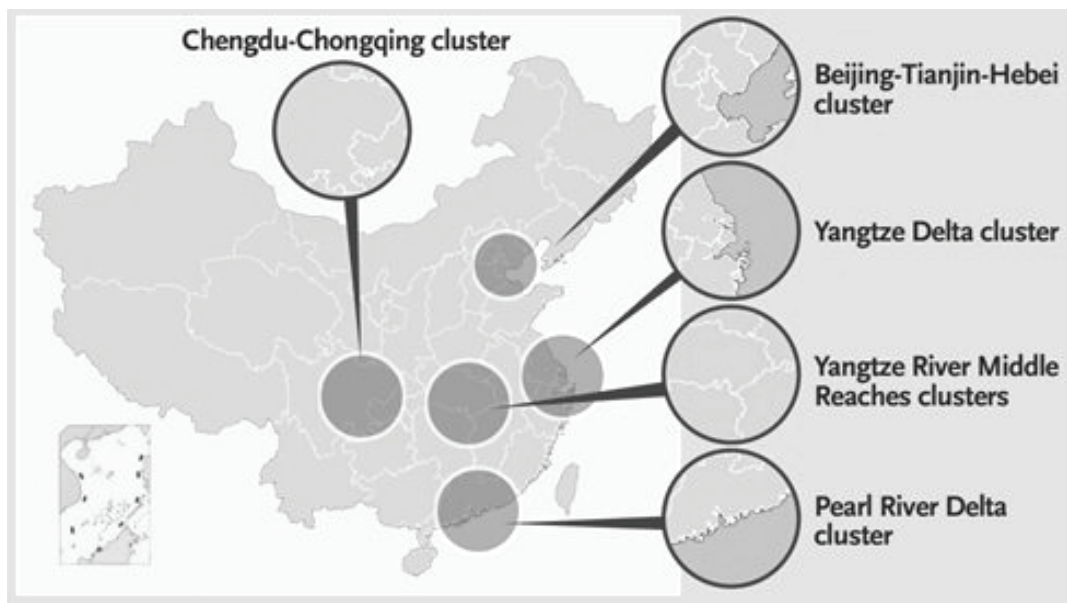 Chengdu-Chongqing cluster
Beijing-Tianjin-Hebei
cluster
Yangtze Delta cluster
Yangtze River Middle
Reaches clusters
Pearl River Delta
cluster